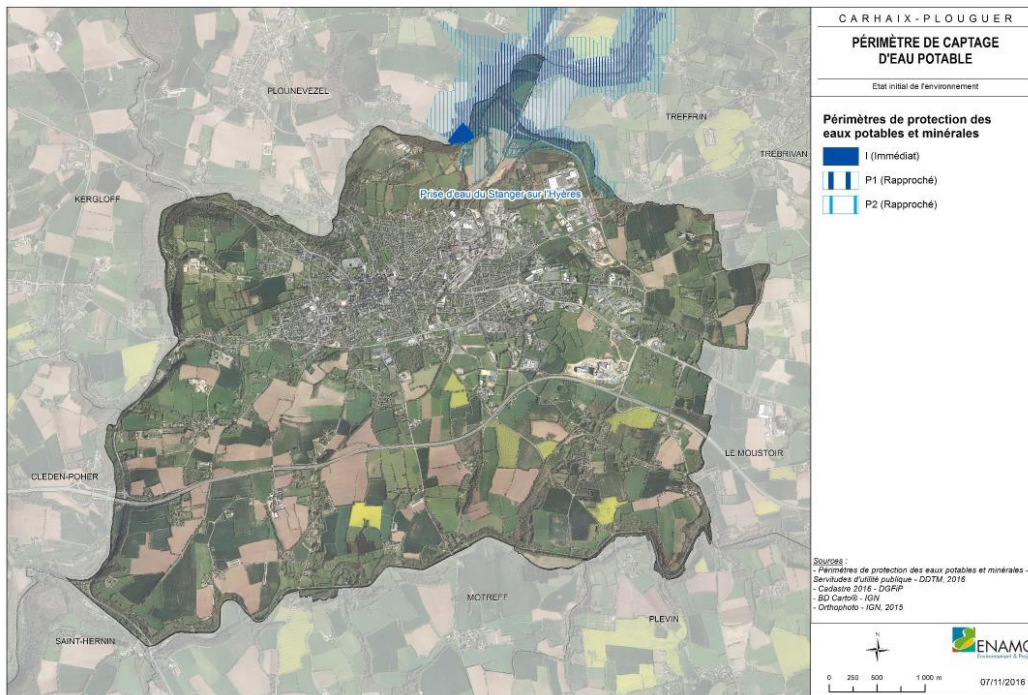 CARHAIX-PLOUGUER
PÉRIMÈTRE DE CAPTAGE
D'EAU POTABLE
Etat initial de l'environnement
Périmètres de protection des
eaux potables et minérales
I (Immédiat)
P1 (Rapproché)
P2 (Rapproché)
PLOUNEVEZEL
TREFFRIN
TREBRIVAN
KERGLOFF
Prise d'eau du Stanger sur l'Hyères
LE MOUSTOIR
CLEDEN-POHER
MOTREFF
PLEVIN
SAINT-HERNIN
Sources :
- Périmètres de protection des eaux potables et minérales -
Servitudes d'utilité publique - DDTM, 2016
- Cadastre 2016 - DGFiP
- BD Carto® - IGN
- Orthophoto - IGN, 2015
N
0 250 500 1 000 m
Environnement &
07/11/2016